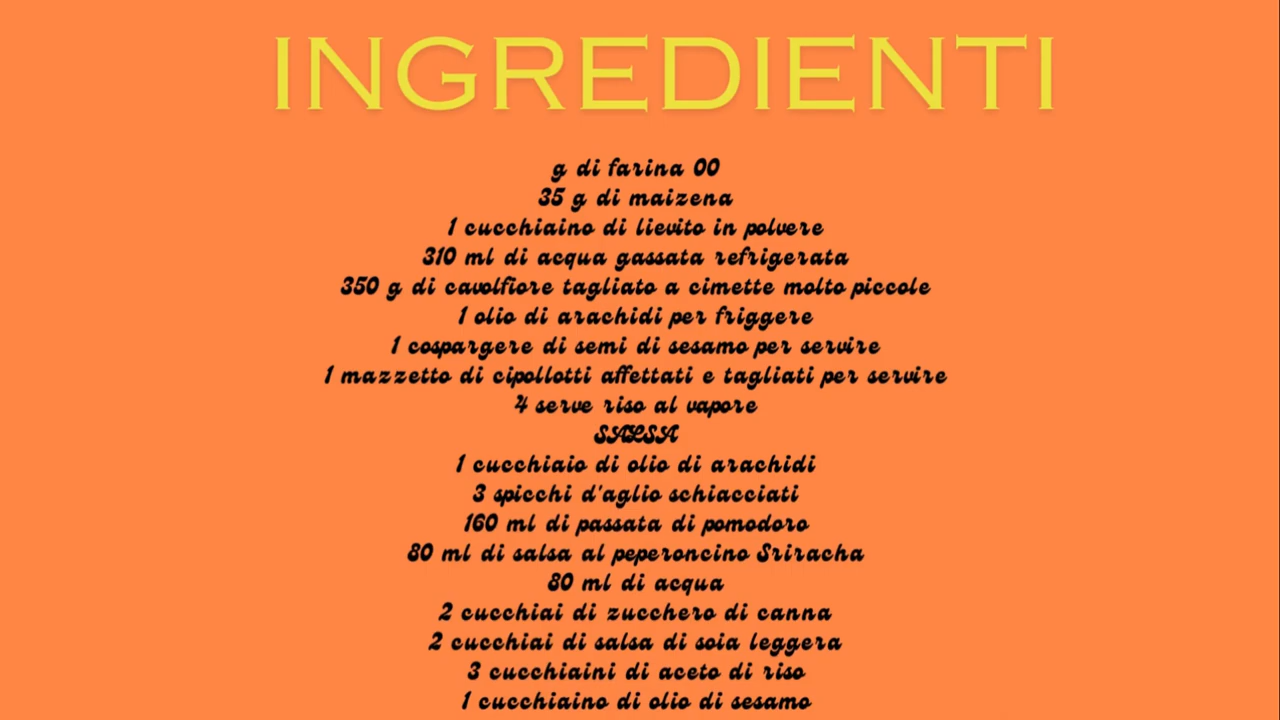 INGREDIENTI
g di farina 00
35 g di maizena
1 cucchiaino di lievito in polvere
310 ml di acqua gassata refrigerata
350 g di cavolfiore tagliato a cimette molto piccole
1 olio di arachidi per friggere
1 cospargere di semi di sesamo per servire
1 mazzetto di cipollotti affettati e tagliati per servire
4 serve riso al vapore
SALSA
1 cucchiaio di olio di arachidi
3 spicchi d'aglio schiacciati
160 ml di passata di pomodoro
80 ml di salsa al peperoncino Sriracha
80 ml di acqua
2 cucchiai di zucchero di canna
2 cucchiai di salsa di soia leggera
3 cucchiaini di aceto di riso
1 cucchiaino di olio di sesamo